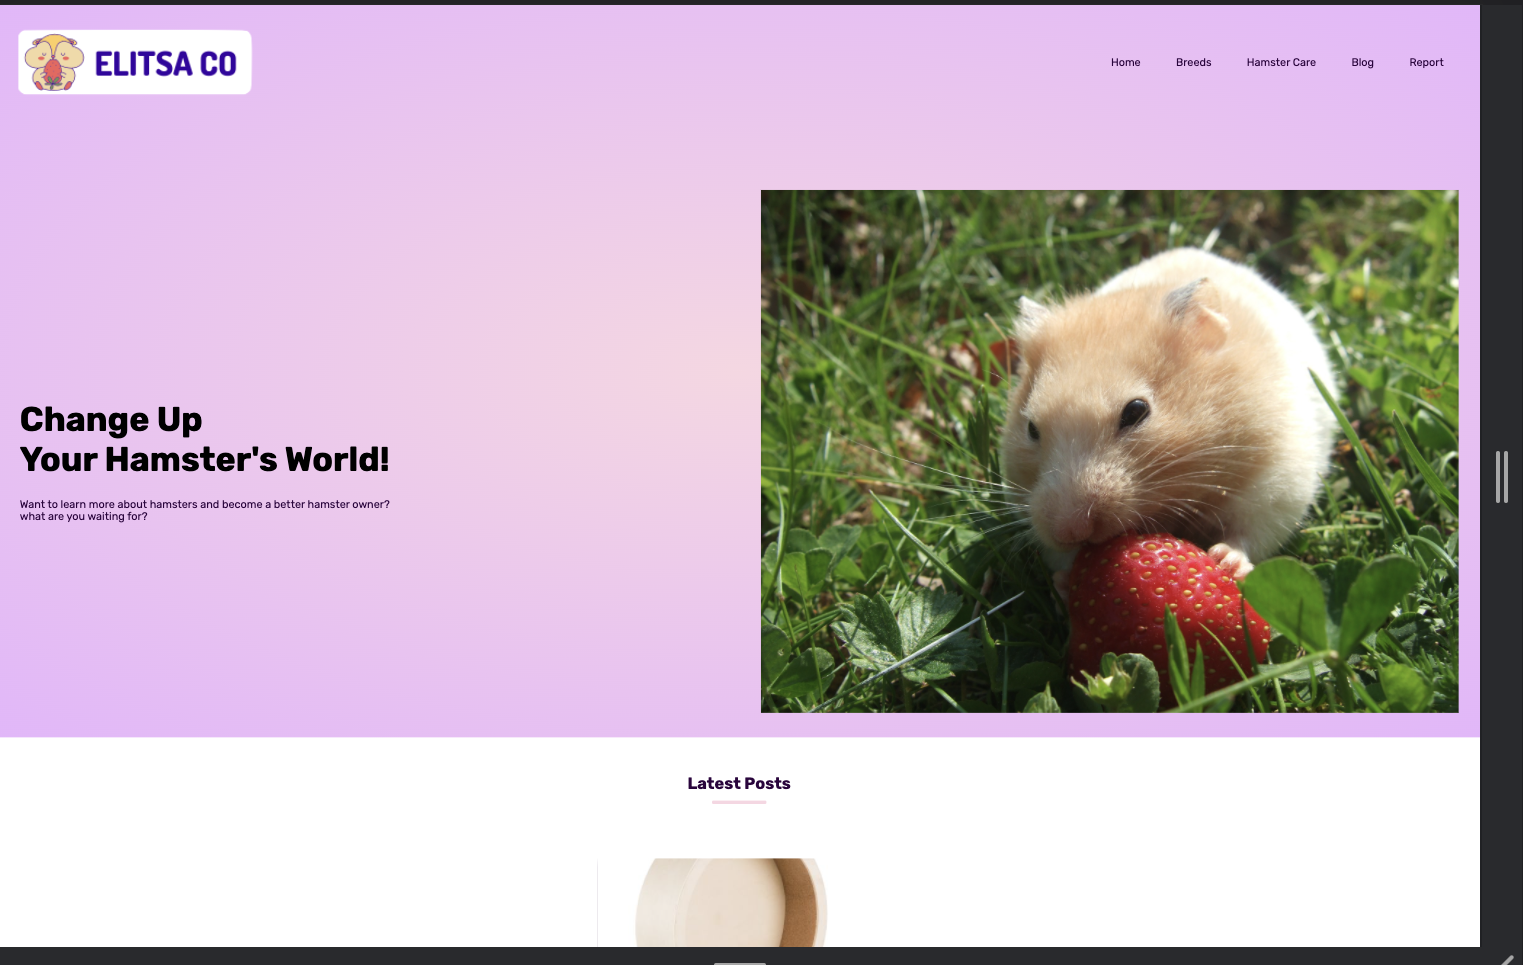 ELITSA CO
Home
Breeds
Hamster Care
Blog
Report
Change Up
Your Hamster's World!
Want to learn more about hamsters and become a better hamster owner?
what are you waiting for?
Latest Posts